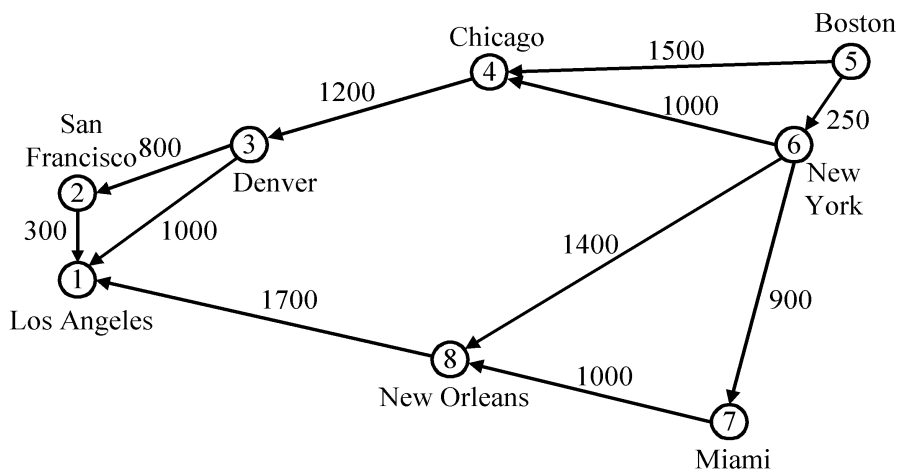 Boston
5
Chicago
1500
4
1200
1000
250
San
Francisco
800
3
6
Denver
New
York
2
300
1000
1400
1
Los Angeles
1700
900
8
New Orleans
1000
7
Miami